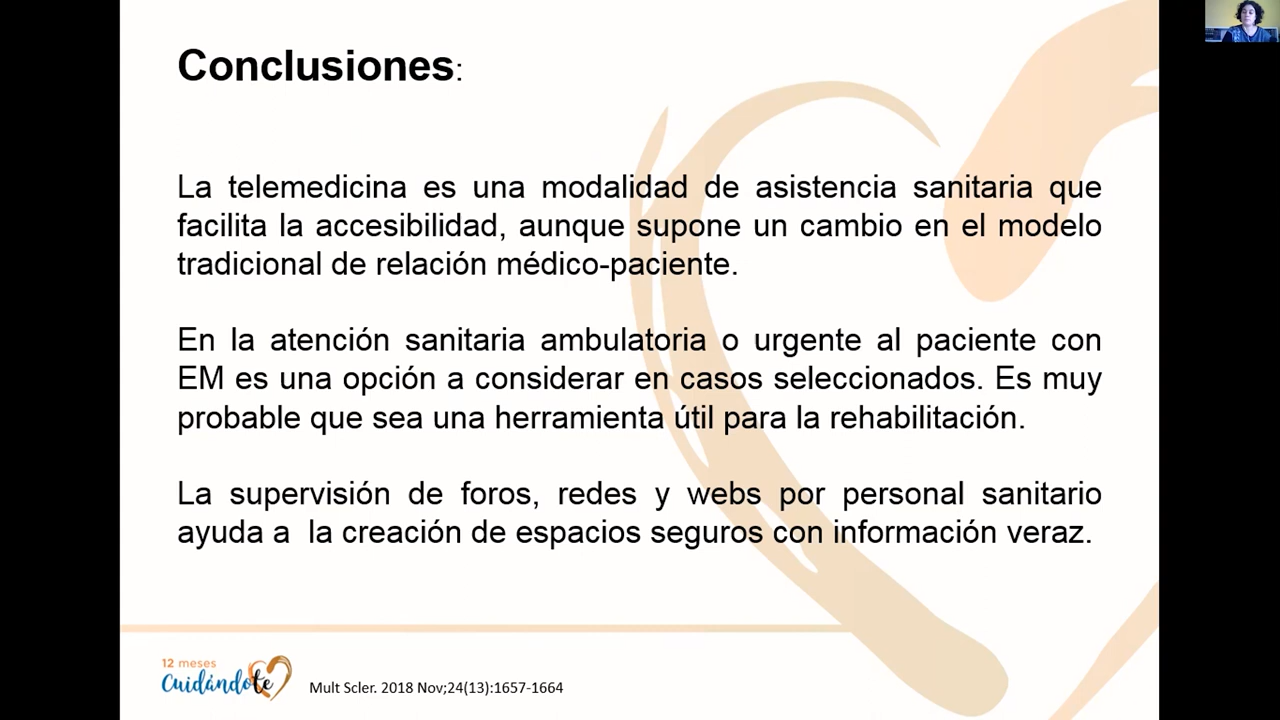 Conclusiones:
La telemedicina es una modalidad de asistencia sanitaria que
facilita la accesibilidad, aunque supone un cambio en el modelo
tradicional de relación médico-paciente.
En la atención sanitaria ambulatoria o urgente al paciente con
EM es una opción a considerar en casos seleccionados. Es muy
probable que sea una herramienta útil para la rehabilitación.
La supervisión de foros, redes y webs por personal sanitario
ayuda a  la creación de espacios seguros con información veraz.
12 meses
Cuidándote
Mult Scler. 2018 Nov;24(13):1657-1664